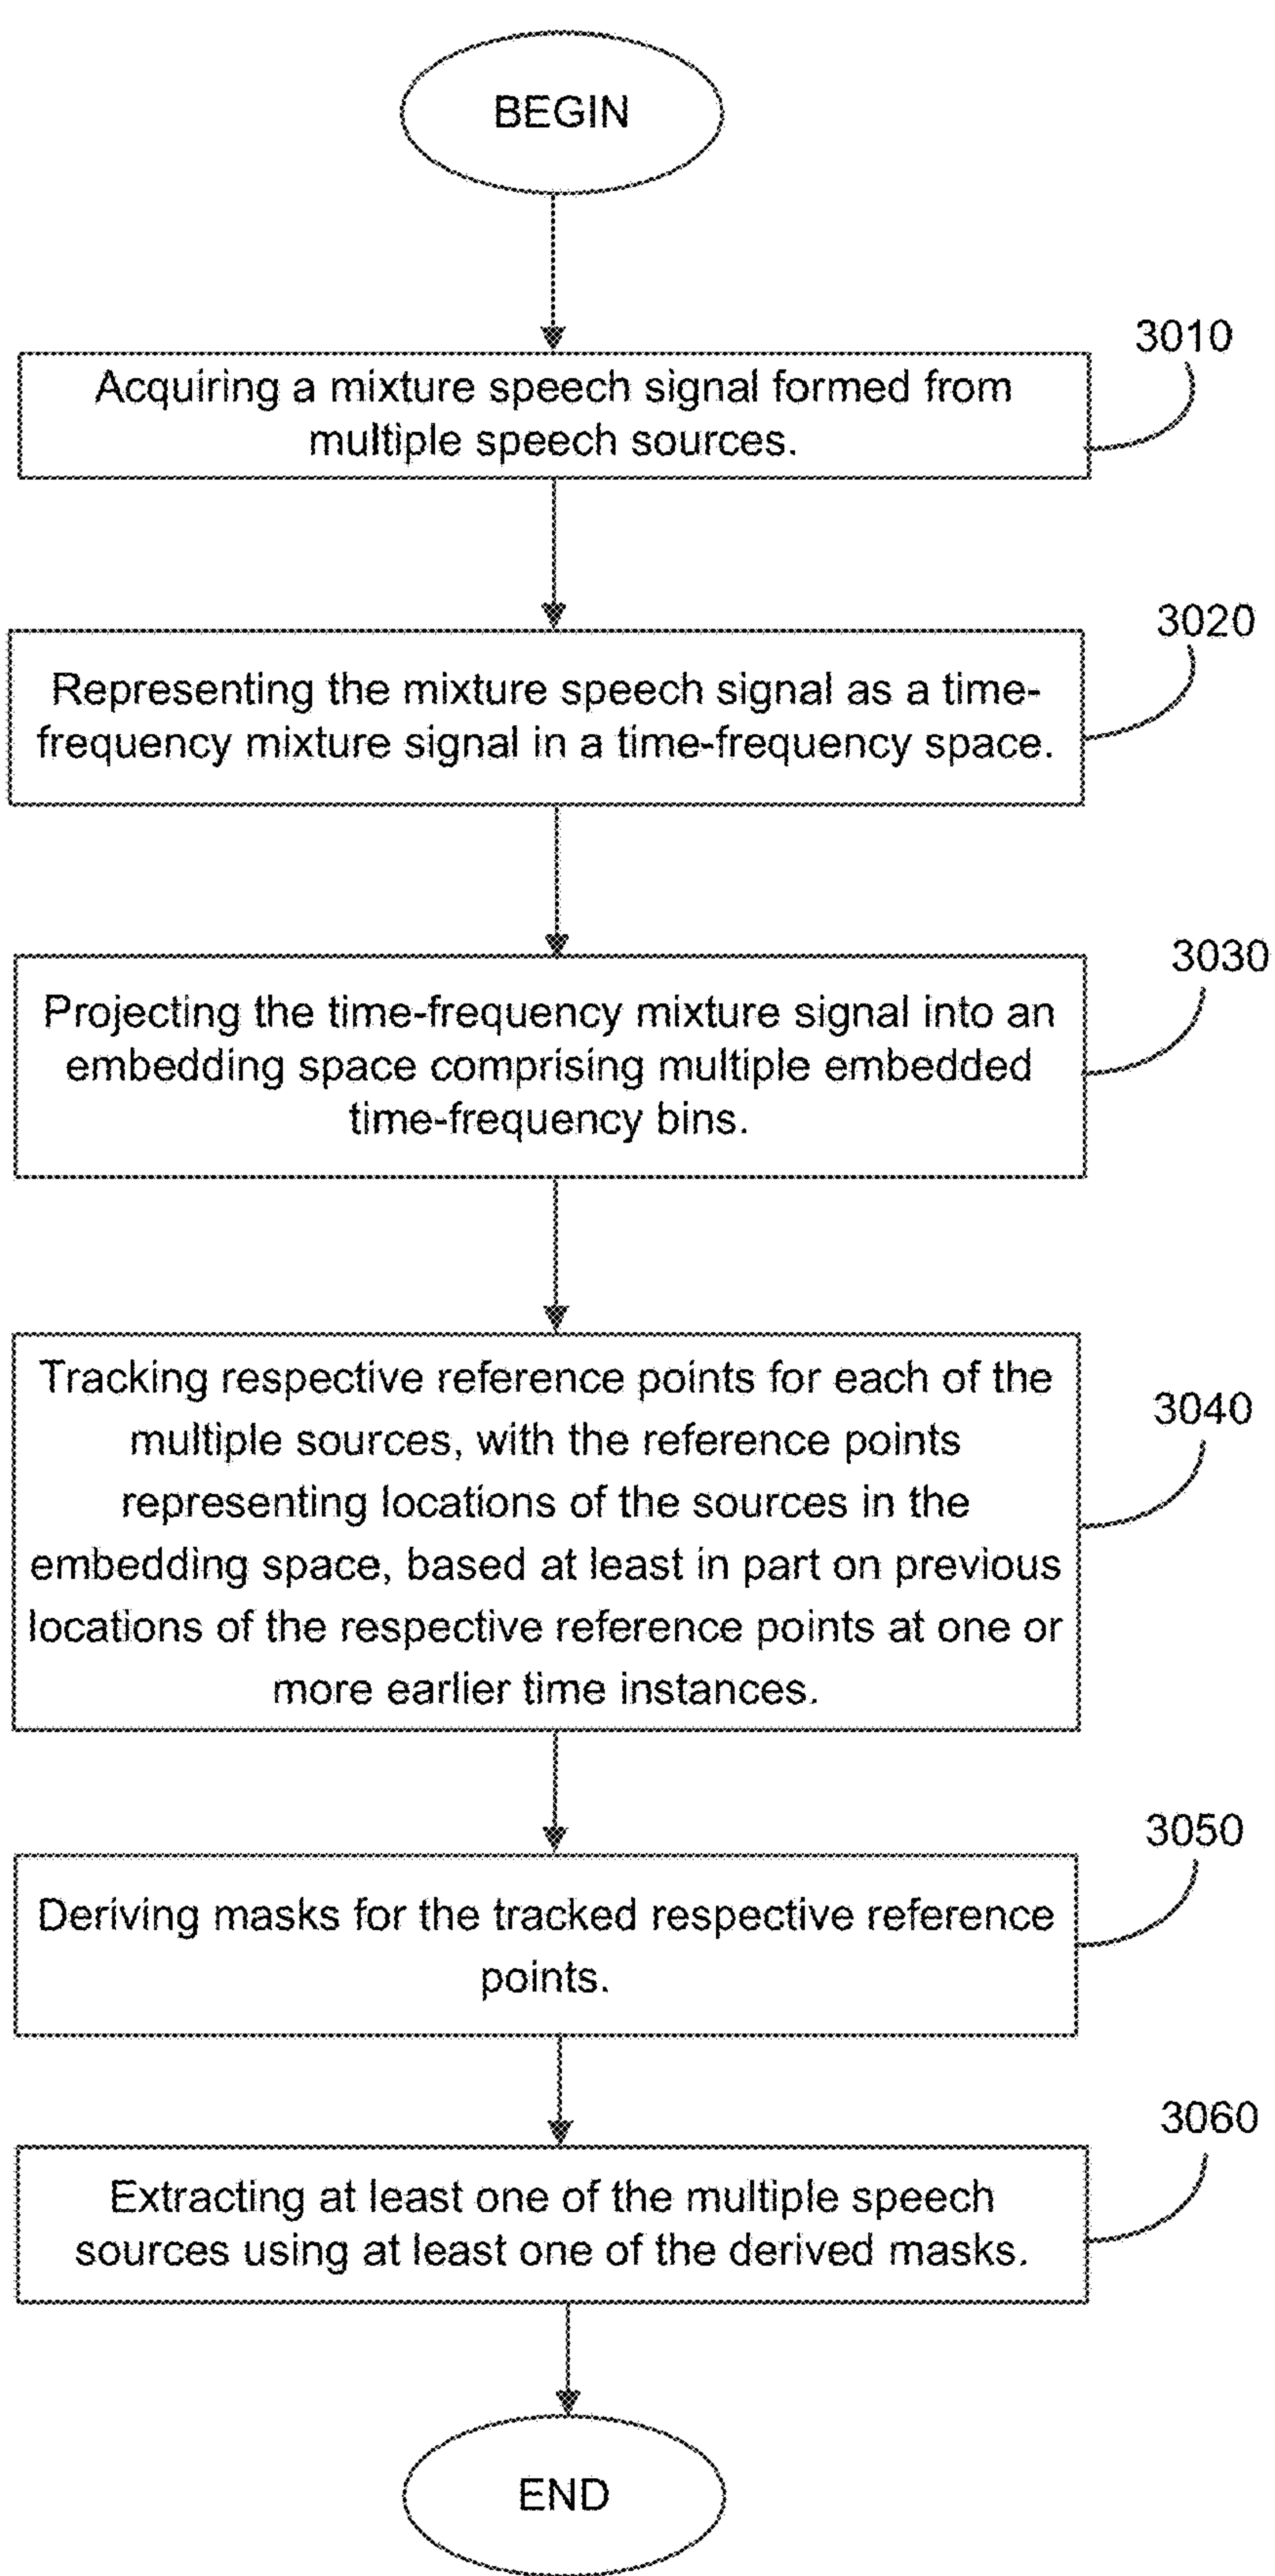 BEGIN
3010
Acquiring a mixture speech signal formed from
multiple speech sources.
3020
Representing the mixture speech signal as a time-
frequency mixture signal in a time-frequency space.
3030
Projecting the time-frequency mixture signal into an
embedding space comprising multiple embedded
time-frequency bins.
3040
Tracking respective reference points for each of the
multiple sources, with the reference points
representing locations of the sources in the
embedding space, based at least in part on previous
locations of the respective reference points at one or
more earlier time instances.
3050
Deriving masks for the tracked respective reference
points.
3060
Extracting at least one of the multiple speech
sources using at least one of the derived masks.
END